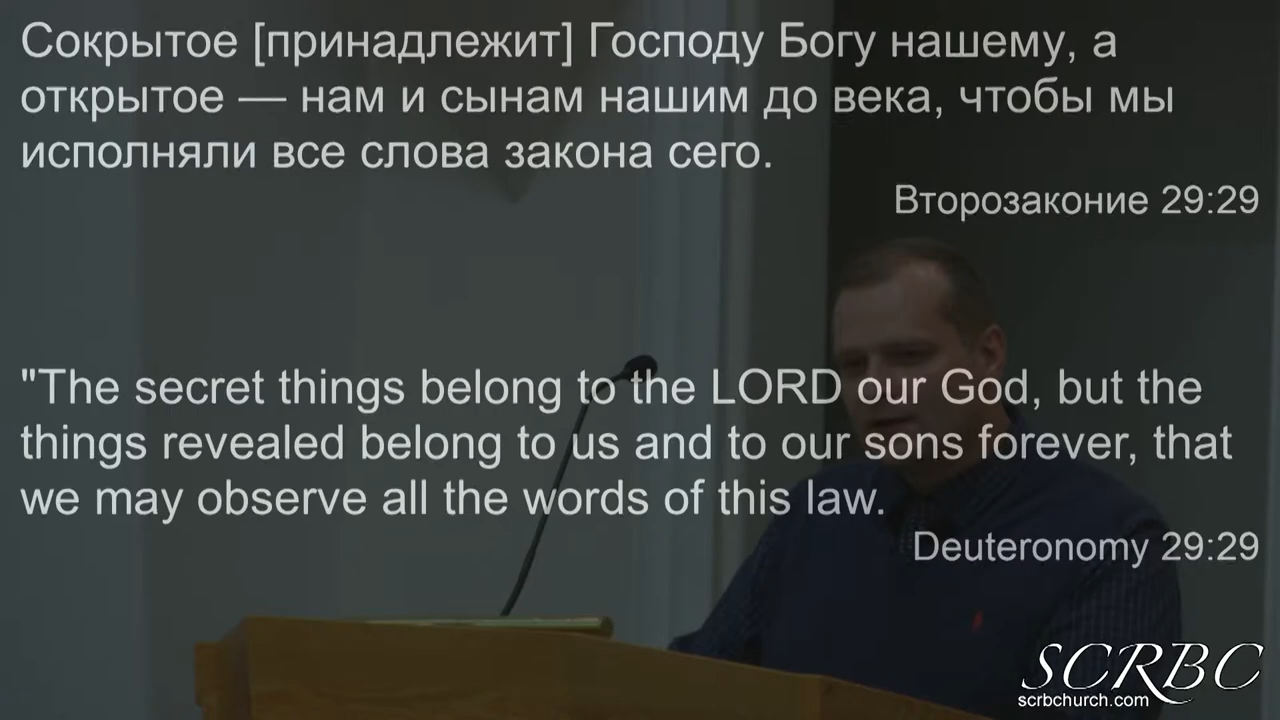 Сокрытое [принадлежит] Господу Богу нашему, а
открытое — нам и сынам нашим до века, чтобы мы
исполняли все слова закона сего.
Второзаконие 29:29
"The secret things belong to the LORD our God, but the
things revealed belong to us and to our sons forever, that
we may observe all the words of this law.
Deuteronomy 29:29
SCRBC
scrbchurch.com